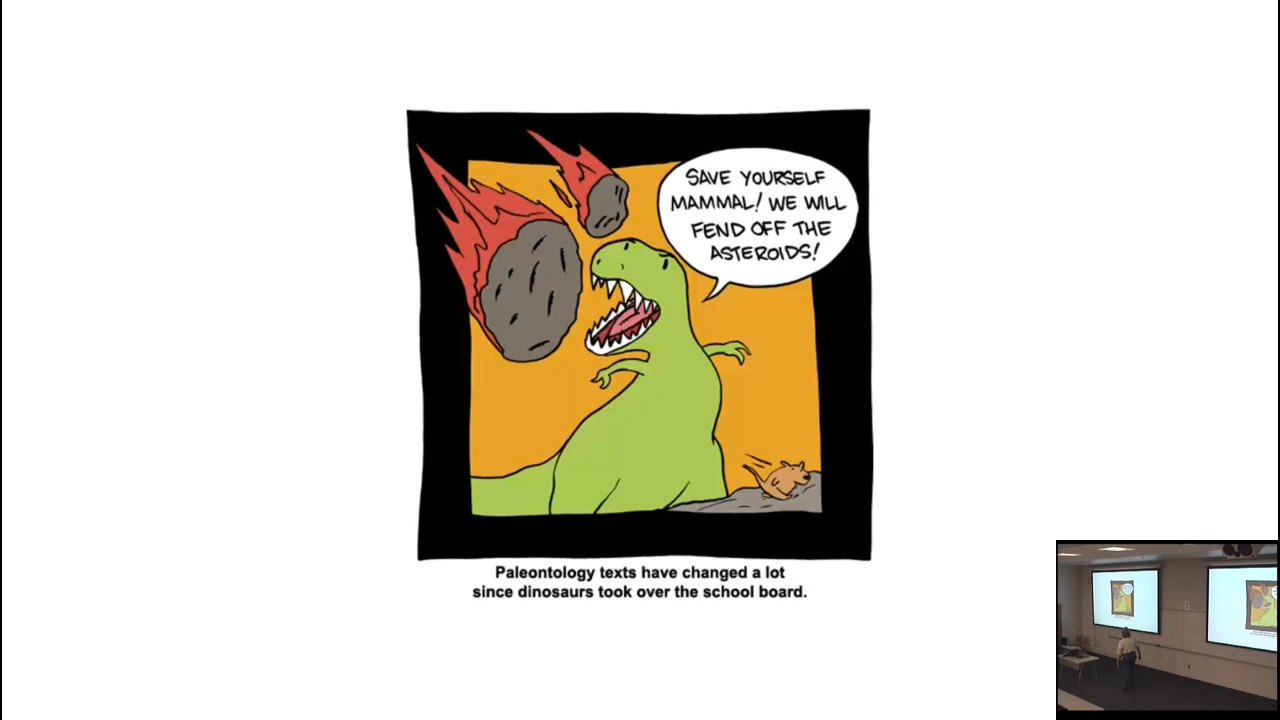 SAVE YOURSELF
MAMMAL! WE WILL
FEND OFF THE
ASTEROIDS!
Paleontology texts have changed a lot
since dinosaurs took over the school board.